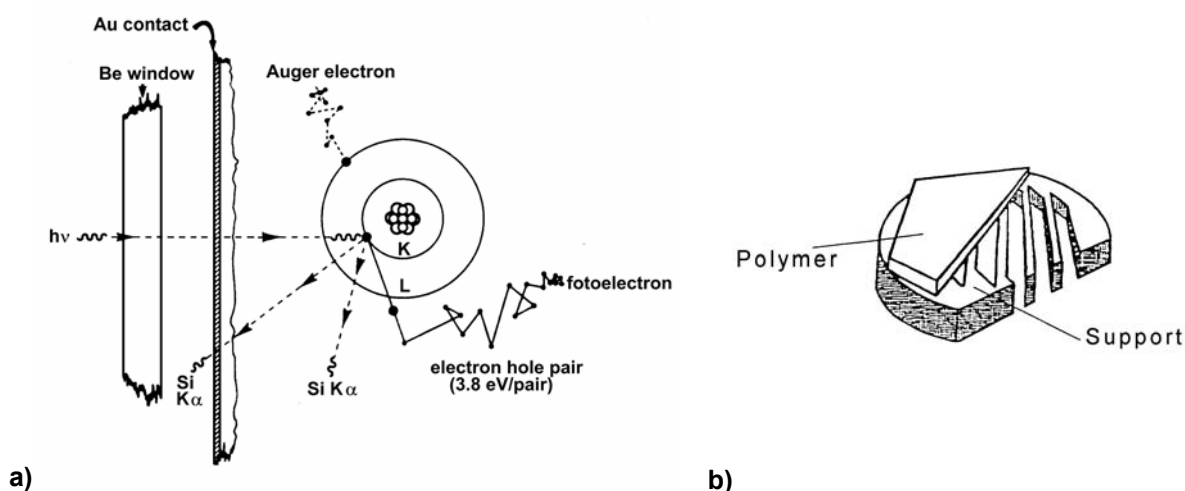 Au contact
Be window
Auger electron
hν
K
L
fotoelectron
Si
Kα
Si Kα
electron hole pair
(3.8 eV/pair)
a)
Polymer
Support
b)